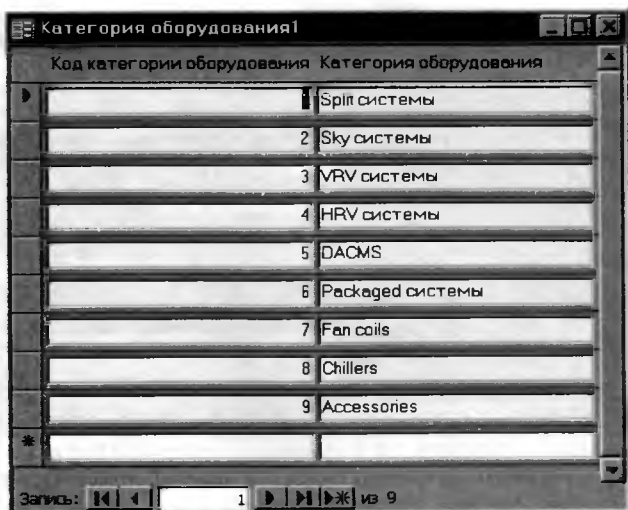 Категория оборудования1
Код категории оборудования Категория оборудования
1 Split системы
2 Sky системы
3 VRV системы
4 HRV системы
5 DACMS
6 Packaged системы
7 Fan coils
8 Chillers
9 Accessories
Запись: 1 из 9